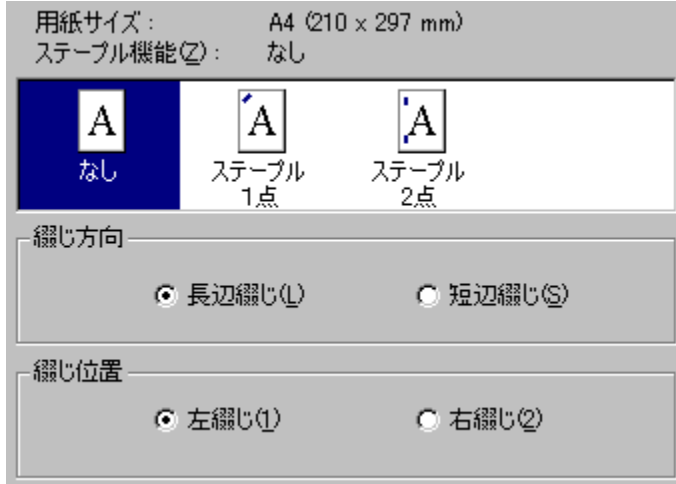 用紙サイズ： A4 (210 x 297 mm)
ステープル機能(Z)： なし
A A A
なし ステープル ステープル
1点 2点
綴じ方向
長辺綴じ(L) 短辺綴じ(S)
綴じ位置
左綴じ(1) 右綴じ(2)